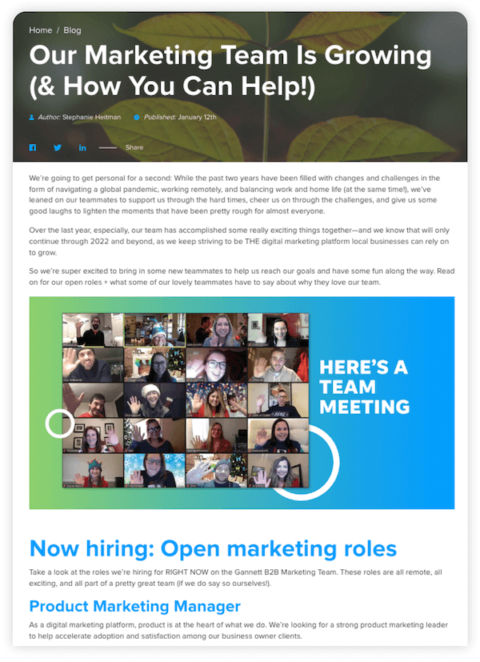 Home / Blog
Our Marketing Team Is Growing
(& How You Can Help!)
Author: Stephanie Heitman Published: January 12th
Share
We're going to get personal for a second: While the past two years have been filled with changes and challenges in the
form of navigating a global pandemic, working remotely, and balancing work and home life (at the same time!), we've
leaned on our teammates to support us through the hard times, cheer us on through the challenges, and give us some
good laughs to lighten the moments that have been pretty rough for almost everyone.
Over the last year, especially, our team has accomplished some really exciting things together—and we know that will only
continue through 2022 and beyond, as we keep striving to be THE digital marketing platform local businesses can rely on
to grow.
So we're super excited to bring in some new teammates to help us reach our goals and have some fun along the way. Read
on for our open roles + what some of our lovely teammates have to say about why they love our team.
HERE'S A
TEAM
MEETING
Now hiring: Open marketing roles
Take a look at the roles we're hiring for RIGHT NOW on the Gannett B2B Marketing Team. These roles are all remote, all
exciting, and all part of a pretty great team (if we do say so ourselves!).
Product Marketing Manager
As a digital marketing platform, product is at the heart of what we do. We're looking for a strong product marketing leader
to help accelerate adoption and satisfaction among our business owner clients.